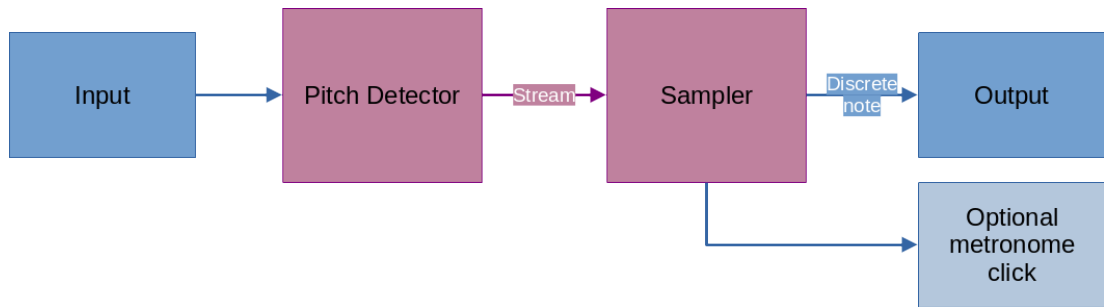 Input
Pitch Detector
Stream
Sampler
Discrete
note
Output
Optional
metronome
click